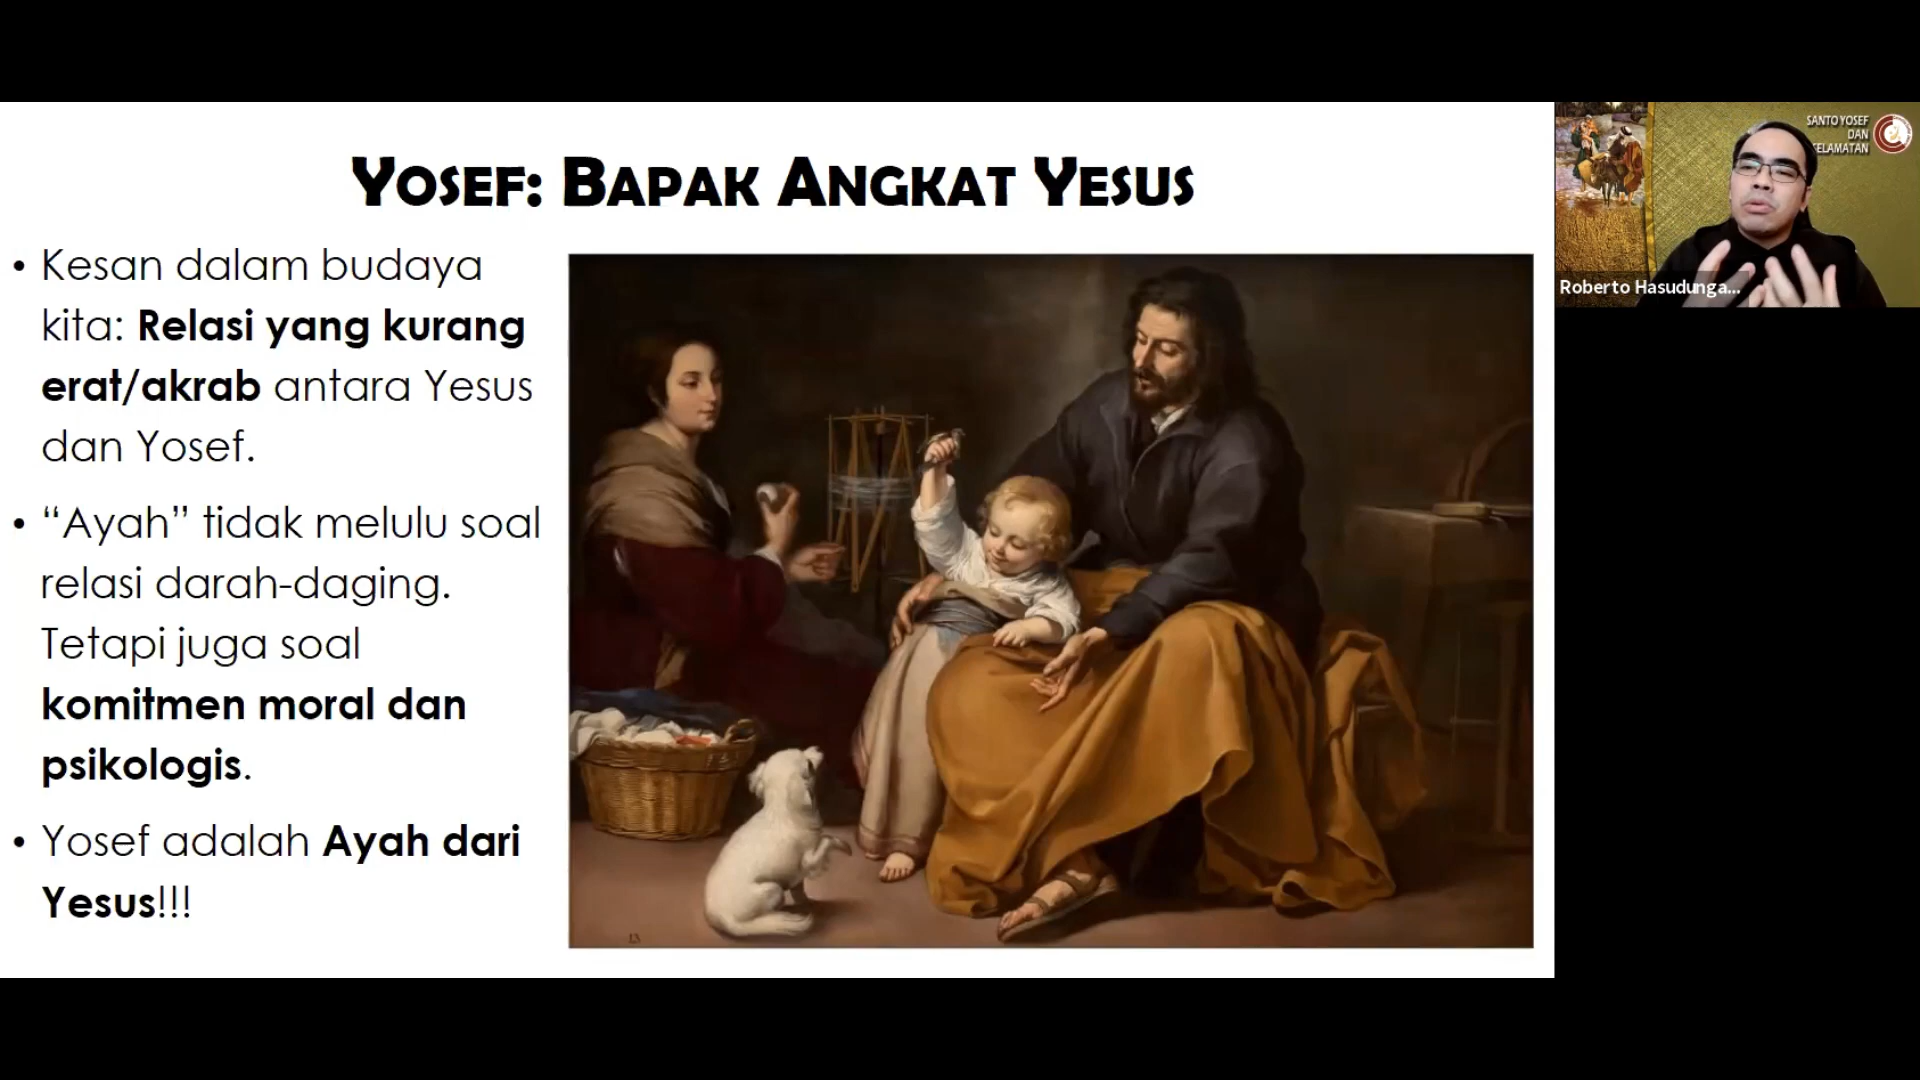 YOSEF: BAPAK ANGKAT YESUS
• Kesan dalam budaya
kita: Relasi yang kurang
erat/akrab antara Yesus
dan Yosef.
• “Ayah” tidak melulu soal
relasi darah-daging.
Tetapi juga soal
komitmen moral dan
psikologis.
• Yosef adalah Ayah dari
Yesus!!!
SANTO YOSEF
DAN
ELAMATAN
Roberto Hasudunga...